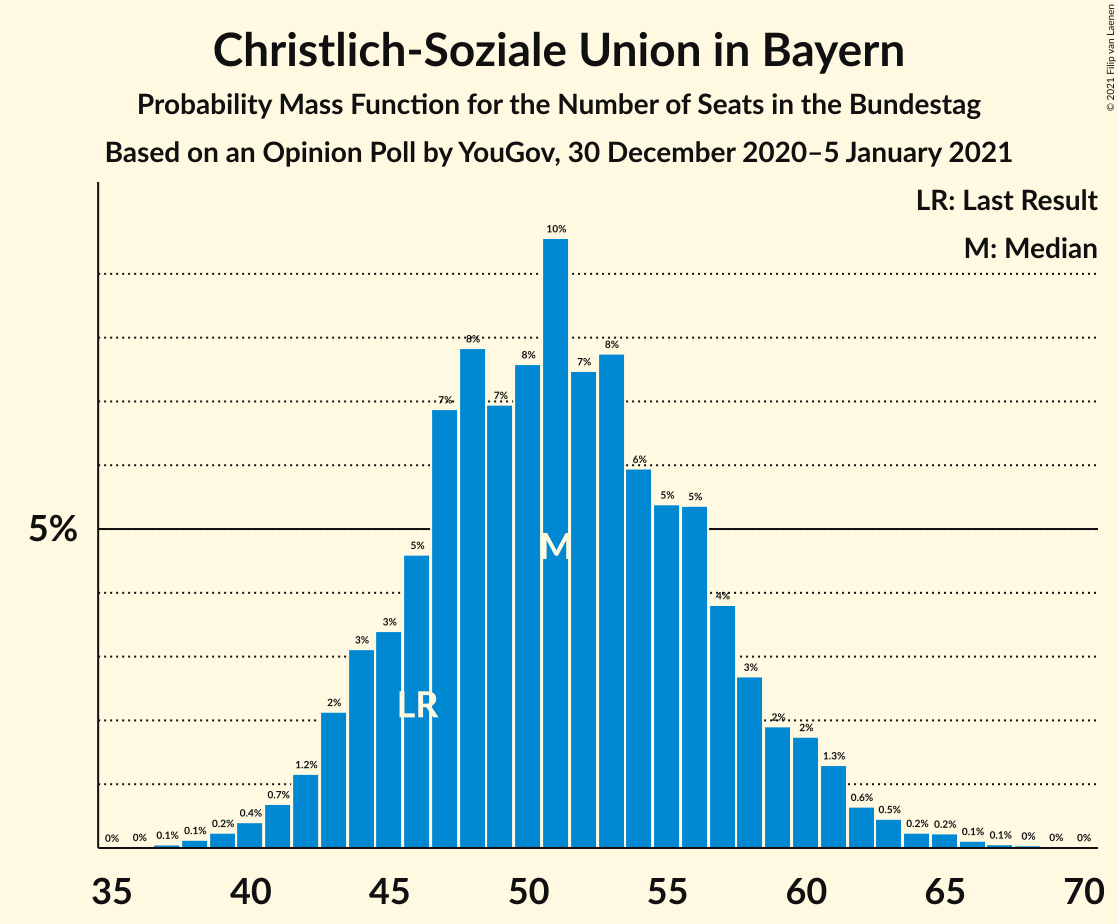 Christlich-Soziale Union in Bayern
Probability Mass Function for the Number of Seats in the Bundestag
Based on an Opinion Poll by YouGov, 30 December 2020–5 January 2021
© 2021 Filip van Laenen
LR: Last Result
M: Median
5%
0% 0% 0.1% 0.1% 0.2% 0.4% 0.7% 1.2% 2% 3% 3% 5% 7% 8% 7% 8% 10% 7% 8% 6% 5% 5% 4% 3% 2% 2% 1.3% 0.6% 0.5% 0.2% 0.2% 0.1% 0.1% 0% 0% 0%
M
LR
35 40 45 50 55 60 65 70